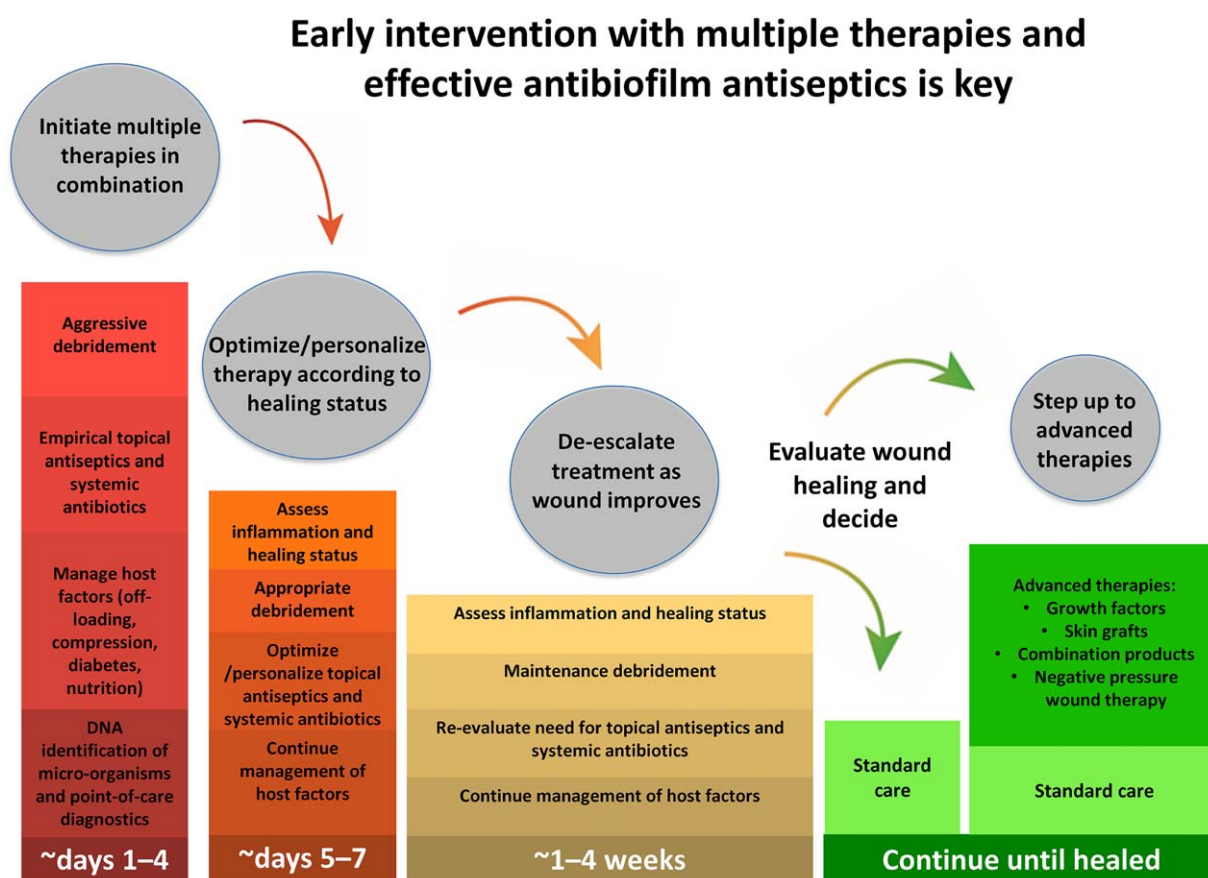 Early intervention with multiple therapies and
effective antibiofilm antiseptics is key
Initiate multiple
therapies in
combination
Aggressive
debridement
Empirical topical
antiseptics and
systemic
antibiotics
Manage host
factors (off-
loading,
compression,
diabetes,
nutrition)
DNA
identification of
micro-organisms
and point-of-care
diagnostics
~days 1–4
Optimize/personalize
therapy according to
healing status
Assess
inflammation and
healing status
Appropriate
debridement
Optimize
/personalize topical
antiseptics and
systemic antibiotics
Continue
management of
host factors
~days 5–7
De-escalate
treatment as
wound improves
Assess inflammation and healing status
Maintenance debridement
Re-evaluate need for topical antiseptics and
systemic antibiotics
Continue management of host factors
~1–4 weeks
Evaluate wound
healing and
decide
Standard
care
Step up to
advanced
therapies
Advanced therapies:
• Growth factors
• Skin grafts
• Combination products
• Negative pressure
wound therapy
Standard care
Continue until healed